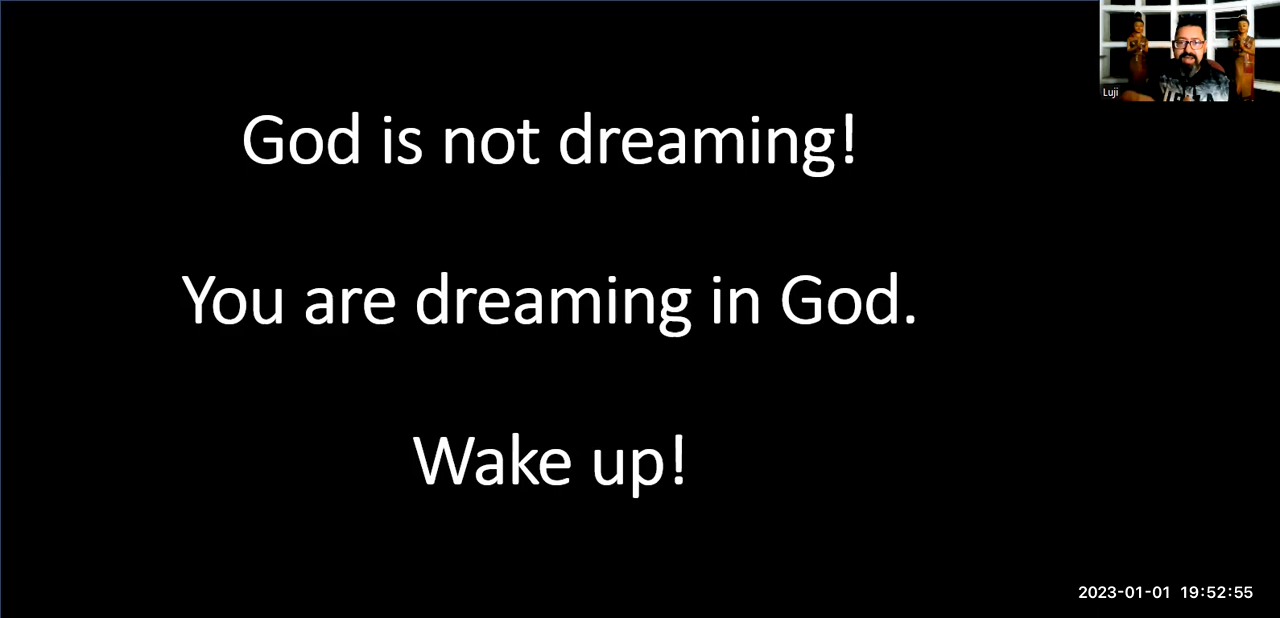 God is not dreaming!
You are dreaming in God.
Wake up!
Luji
2023-01-01 19:52:55